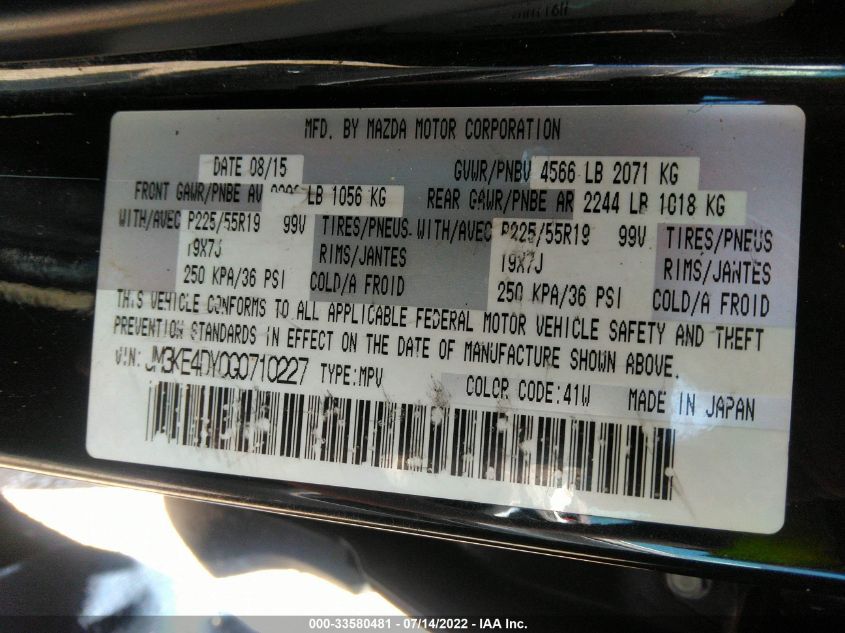 MFD. BY MAZDA MOTOR CORPORATION
DATE 08/15 GVWR/PNBV 4566 LB 2071 KG
FRONT GAWR/PNBE AV LB 1056 KG REAR GAWR/PNBE AR 2244 LB 1018 KG
WITH/AVEC P225/55R19 99V TIRES/PNEUS WITH/AVEC P225/55R19 99V TIRES/PNEUS
19X7J RIMS/JANTES 19X7J RIMS/JANTES
250 KPA/36 PSI COLD/A FROID 250 KPA/36 PSI COLD/A FROID
THIS VEHICLE CONFORMS TO ALL APPLICABLE FEDERAL MOTOR VEHICLE SAFETY AND THEFT
PREVENTION STANDARDS IN EFFECT ON THE DATE OF MANUFACTURE SHOWN ABOVE.
VIN: JM3KE4DY0G0710227 TYPE:MPV COLOR CODE:41W MADE IN JAPAN
000-33580481 - 07/14/2022 - IAA Inc.